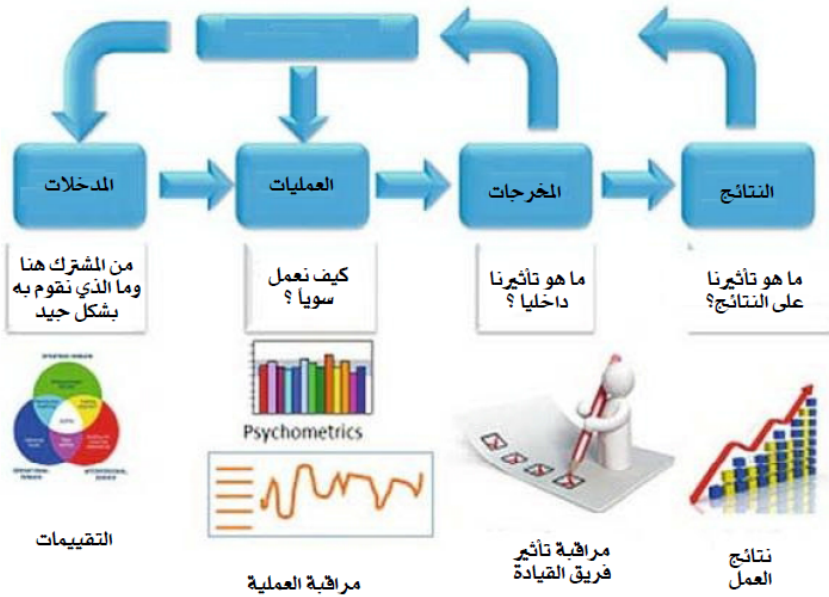 المدخلات
العمليات
المخرجات
النتائج
من المشترك هنا
وما الذي نقوم به
بشكل جيد
كيف نعمل
سوياً ؟
ما هو تأثيرنا
داخليا ؟
ما هو تأثيرنا
على النتائج؟
Psychometrics
التقييمات
مراقبة العملية
مراقبة تأثير
فريق القيادة
نتائج
العمل